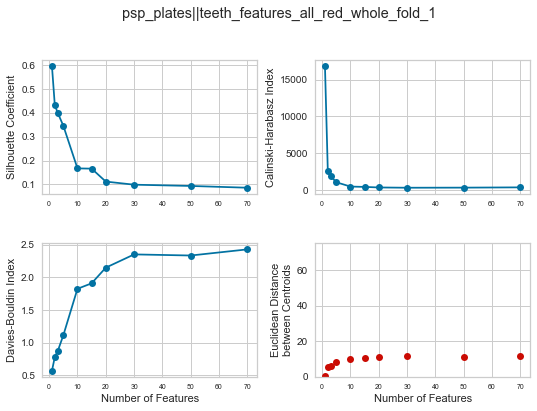 psp_plates||teeth_features_all_red_whole_fold_1
Silhouette Coefficient
0.6
0.5
0.4
0.3
0.2
0.1
0 10 20 30 40 50 60 70
Calinski-Harabasz Index
15000
10000
5000
0
0 10 20 30 40 50 60 70
Davies-Bouldin Index
2.5
2.0
1.5
1.0
0.5
0 10 20 30 40 50 60 70
Number of Features
Euclidean Distance
between Centroids
60
40
20
0
0 10 20 30 40 50 60 70
Number of Features